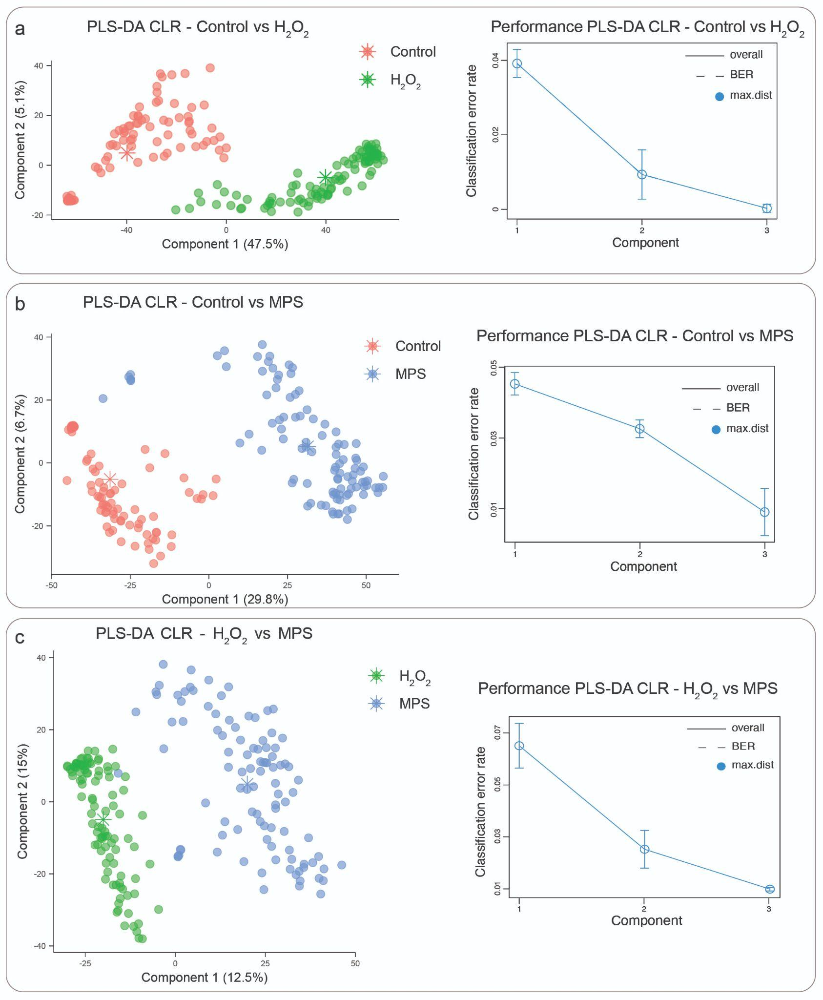 a
PLS-DA CLR - Control vs H2O2
Control
H2O2
40
20
0
-20
Component 2 (5.1%)
-40
0
40
Component 1 (47.5%)
Performance PLS-DA CLR - Control vs H2O2
overall
BER
max.dist
0.04
0.02
0
Classification error rate
1
2
3
Component
b
PLS-DA CLR - Control vs MPS
Control
MPS
40
20
0
-20
Component 2 (6.7%)
-50
-25
0
25
50
Component 1 (29.8%)
Performance PLS-DA CLR - Control vs MPS
overall
BER
max.dist
0.05
0.03
0.01
Classification error rate
1
2
3
Component
c
PLS-DA CLR - H2O2 vs MPS
H2O2
MPS
40
20
0
-20
-40
Component 2 (15%)
-25
0
25
50
Component 1 (12.5%)
Performance PLS-DA CLR - H2O2 vs MPS
overall
BER
max.dist
0.07
0.05
0.03
0.01
Classification error rate
1
2
3
Component